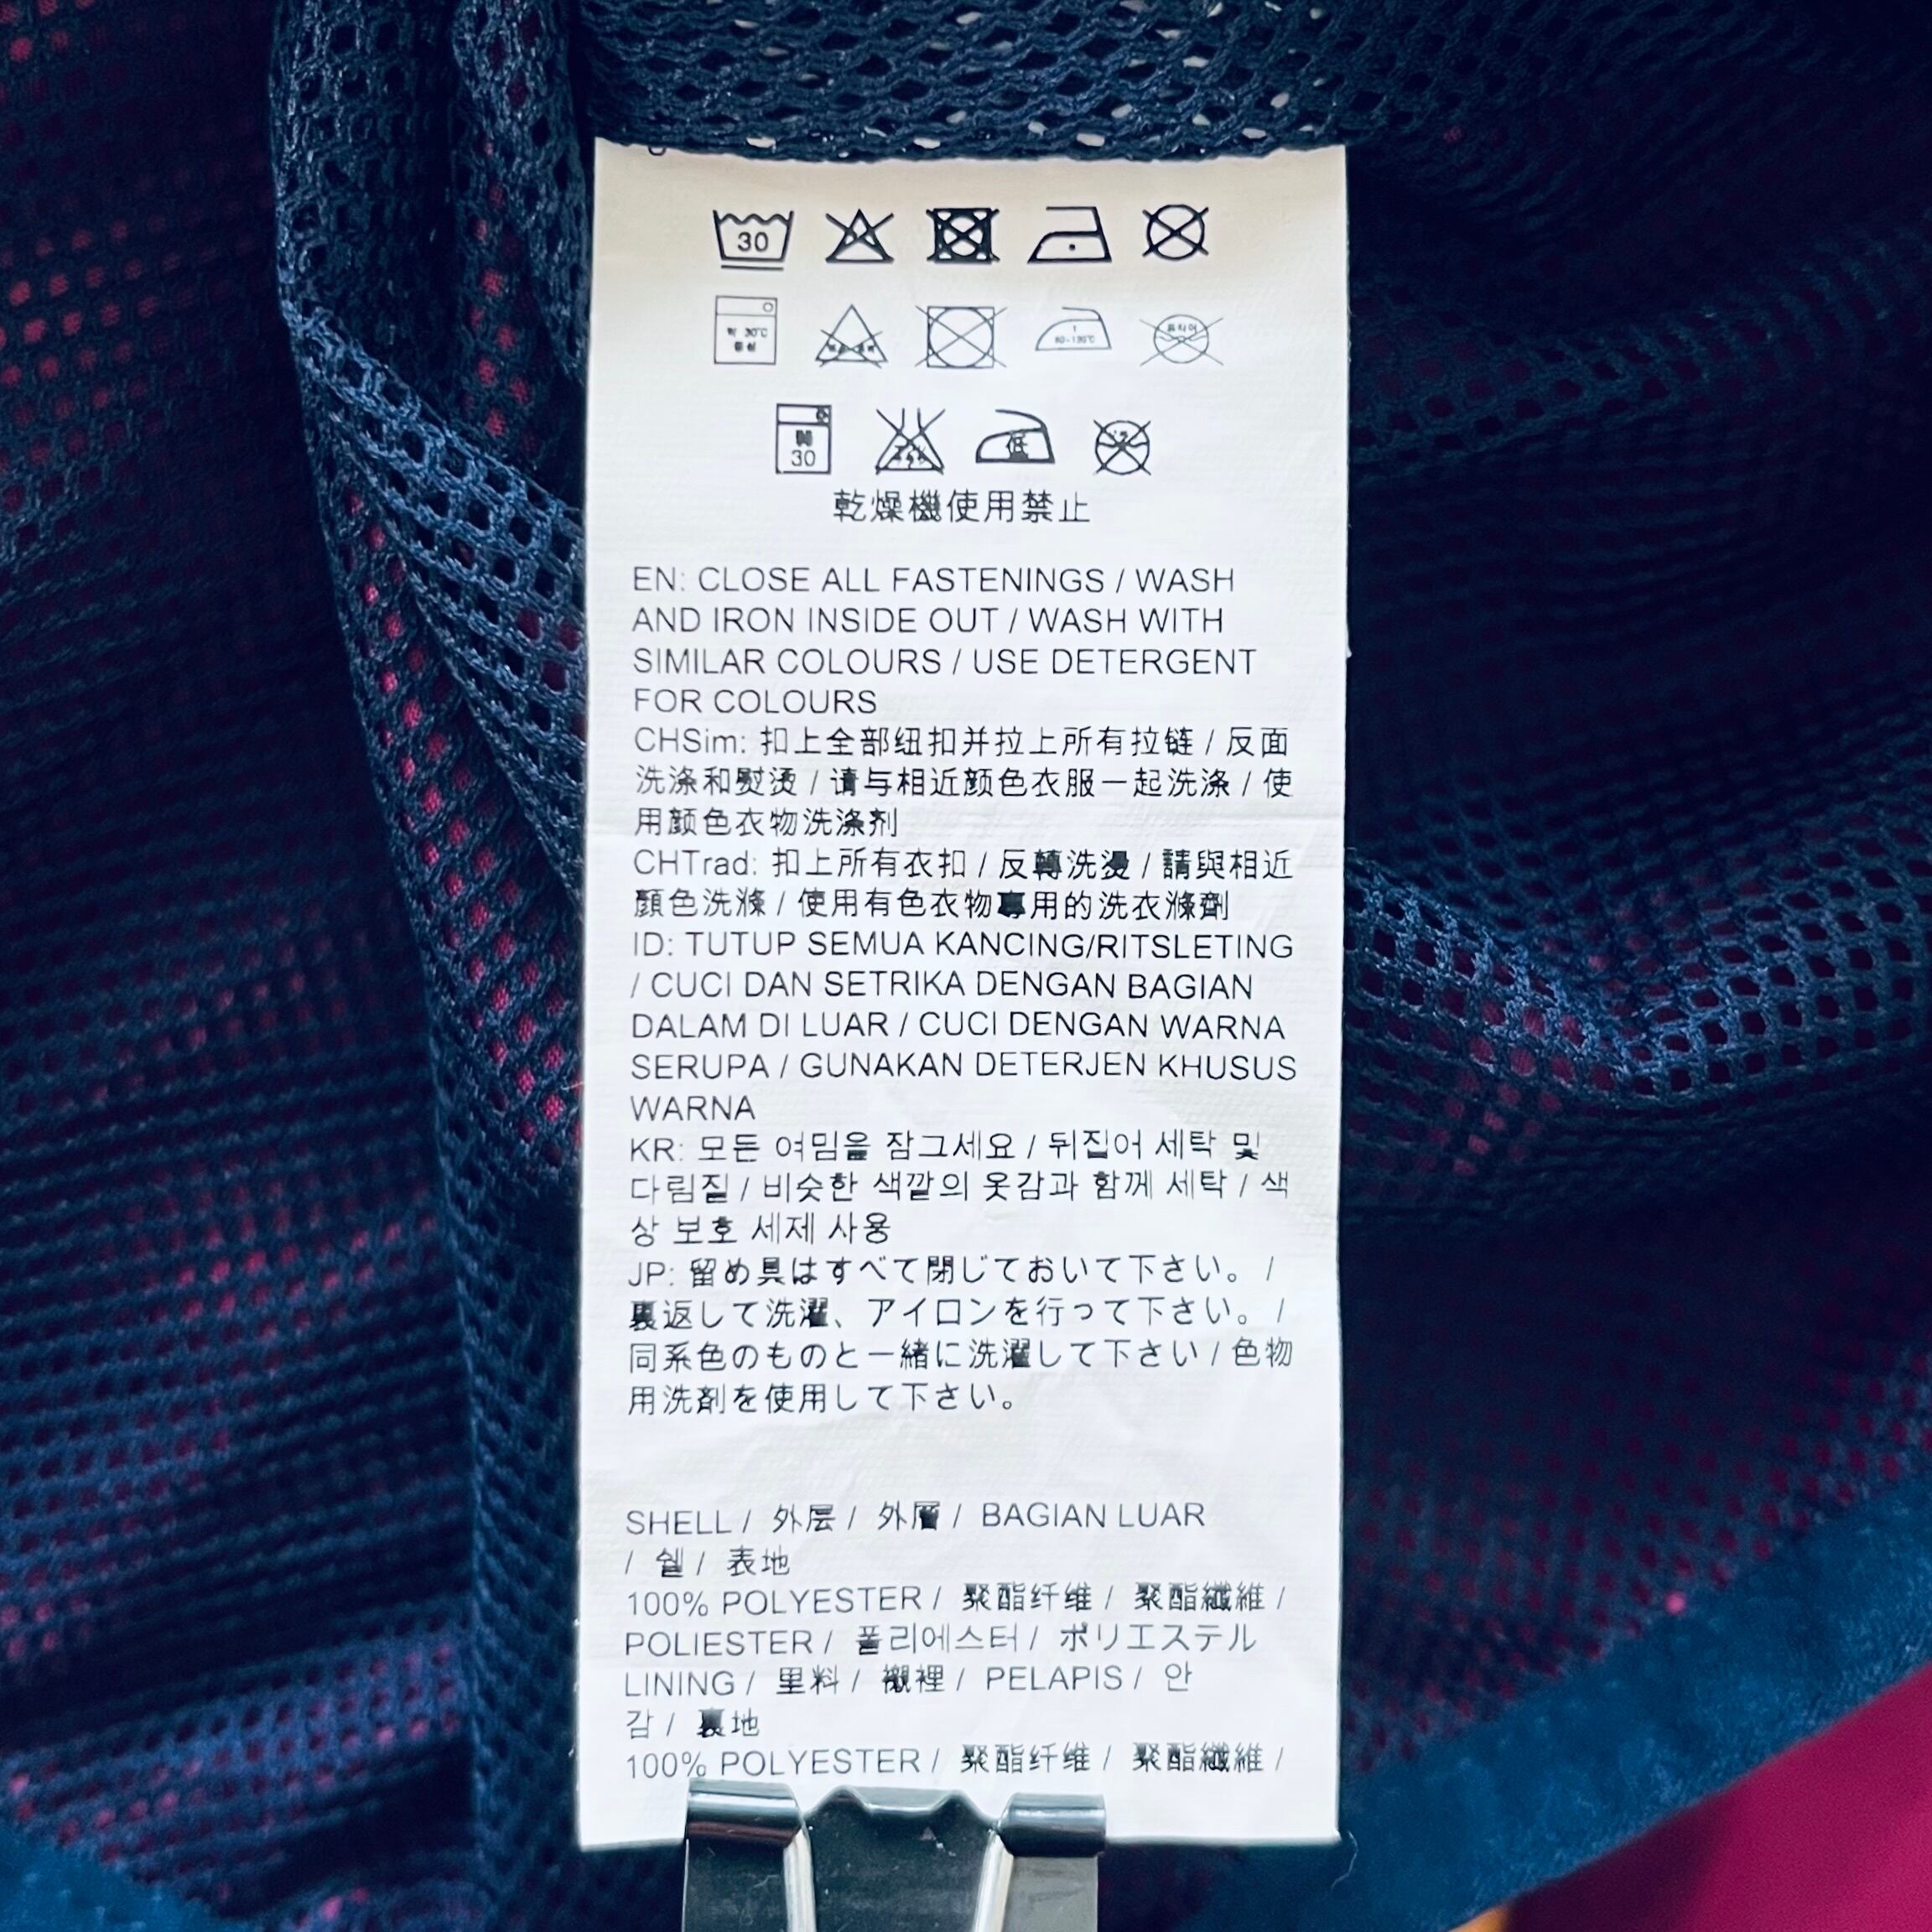 30
30
低
30
乾燥機使用禁止
EN: CLOSE ALL FASTENINGS / WASH
AND IRON INSIDE OUT / WASH WITH
SIMILAR COLOURS / USE DETERGENT
FOR COLOURS
CHSim: 扣上全部纽扣并拉上所有拉链 / 反面
洗涤和熨烫 / 请与相近颜色衣服一起洗涤 / 使
用颜色衣物洗涤剂
CHTrad: 扣上所有衣扣 / 反轉洗燙 / 請與相近
顏色洗滌 / 使用有色衣物專用的洗衣滌劑
ID: TUTUP SEMUA KANCING/RITSLETING
/ CUCI DAN SETRIKA DENGAN BAGIAN
DALAM DI LUAR / CUCI DENGAN WARNA
SERUPA / GUNAKAN DETERJEN KHUSUS
WARNA
KR: 모든 여밈을 잠그세요 / 뒤집어 세탁 및
다림질 / 비슷한 색깔의 옷감과 함께 세탁 / 색
상 보호 세제 사용
JP: 留め具はすべて閉じておいて下さい。 /
裏返して洗濯、アイロンを行って下さい。 /
同系色のものと一緒に洗濯して下さい / 色物
用洗剤を使用して下さい。
SHELL / 外层 / 外層 / BAGIAN LUAR
/ 쉘 / 表地
100% POLYESTER / 聚酯纤维 / 聚酯纖維 /
POLIESTER / 폴리에스터 / ポリエステル
LINING / 里料 / 襯裡 / PELAPIS / 안
감 / 裏地
100% POLYESTER / 聚酯纤维 / 聚酯纖維 /